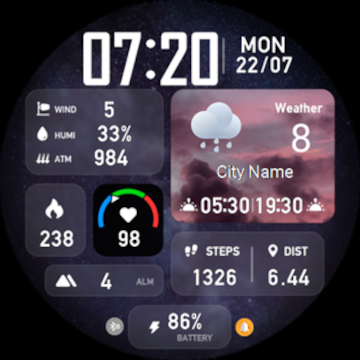 07:20
MON
22/07
WIND 5
HUMI 33%
ATM 984
Weather
8
City Name
05:30 19:30
238
98
STEPS DIST
1326 6.44
4 ALM
86%
BATTERY